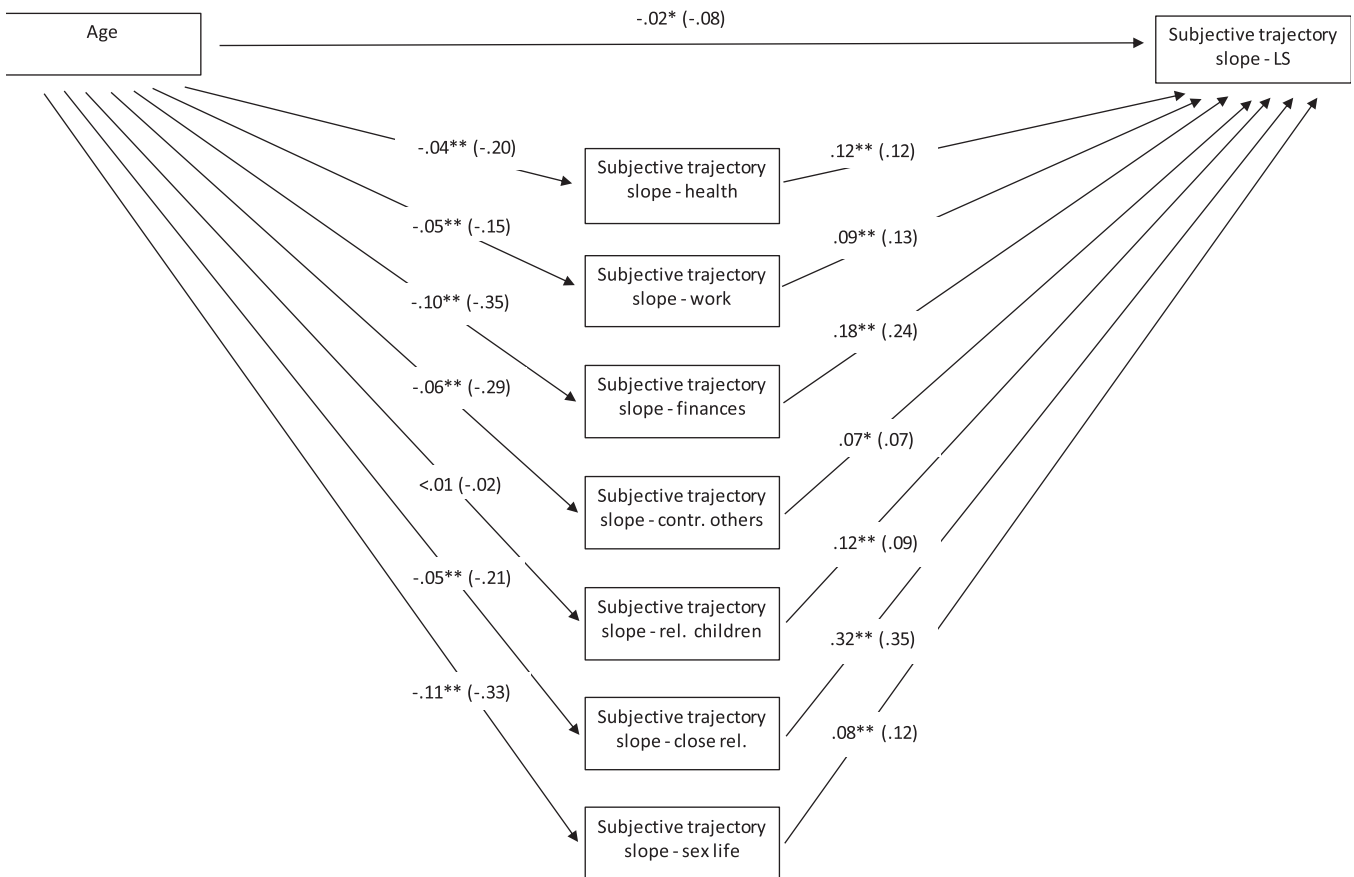 -.02* (-.08)
Age
Subjective trajectory
slope - LS
-.04** (-.20)
.12** (.12)
Subjective trajectory
slope - health
-.05** (-.15)
.09** (.13)
Subjective trajectory
slope - work
-.10** (-.35)
.18** (.24)
Subjective trajectory
slope - finances
-.06** (-.29)
.07* (.07)
Subjective trajectory
slope - contr. others
<.01 (-.02)
.12** (.09)
Subjective trajectory
slope - rel. children
-.05** (-.21)
.32** (.35)
Subjective trajectory
slope - close rel.
-.11** (-.33)
.08** (.12)
Subjective trajectory
slope - sex life